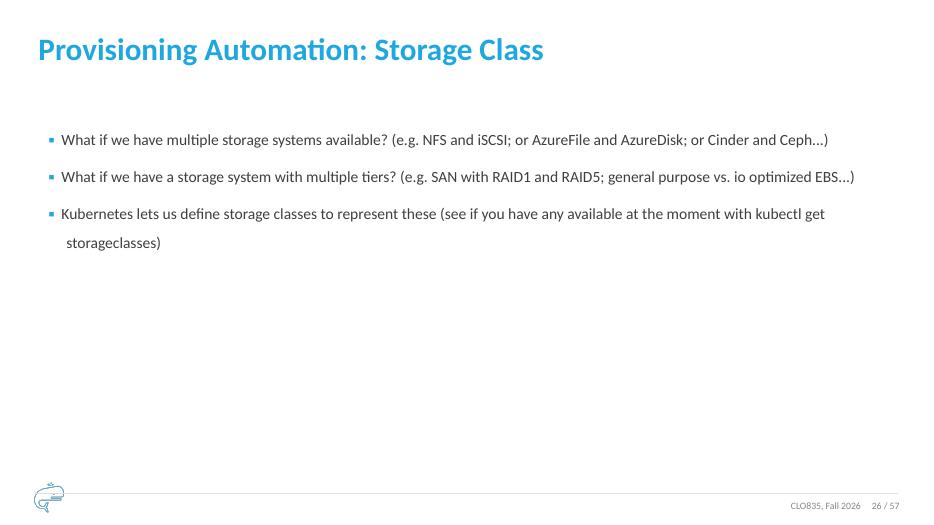 Provisioning Automation: Storage Class
▪ What if we have multiple storage systems available? (e.g. NFS and iSCSI; or AzureFile and AzureDisk; or Cinder and Ceph...)
▪ What if we have a storage system with multiple tiers? (e.g. SAN with RAID1 and RAID5; general purpose vs. io optimized EBS...)
▪ Kubernetes lets us define storage classes to represent these (see if you have any available at the moment with kubectl get
storageclasses)
CLO835, Fall 2026 26 / 57